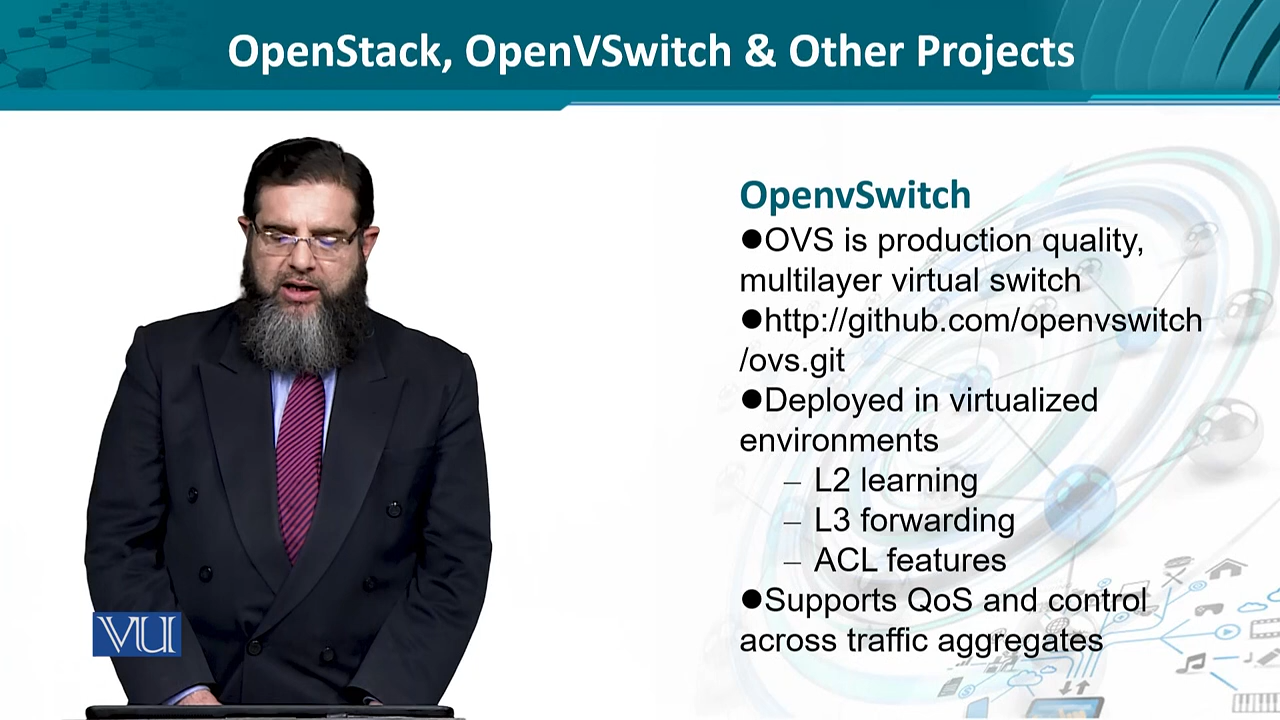 OpenStack, OpenVSwitch & Other Projects
OpenvSwitch
●OVS is production quality,
multilayer virtual switch
●http://github.com/openvswitch
/ovs.git
●Deployed in virtualized
environments
– L2 learning
– L3 forwarding
– ACL features
●Supports QoS and control
across traffic aggregates
VU